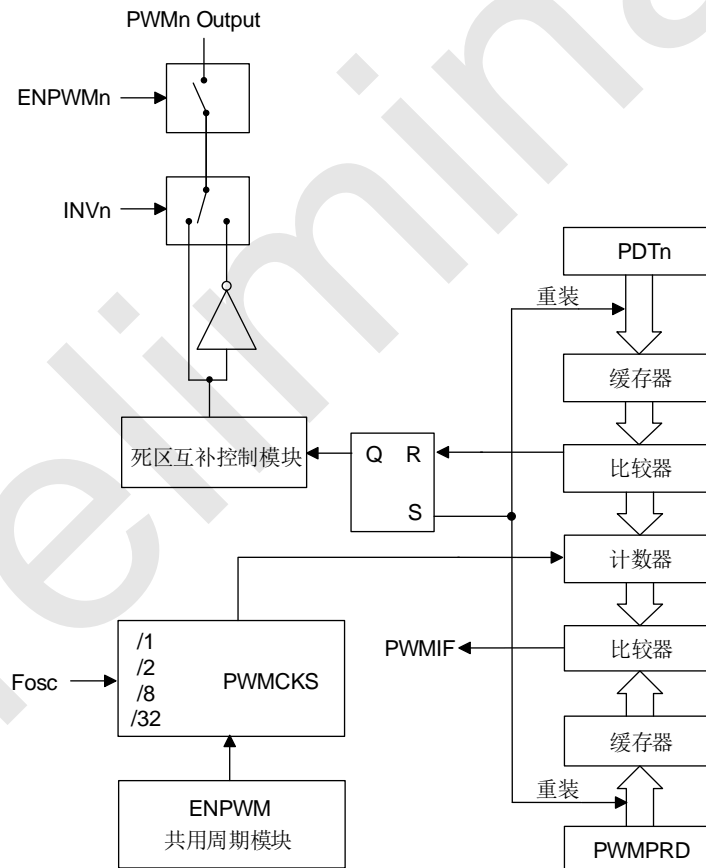 PWMn Output
ENPWMn
INVn
PDTn
重装
缓存器
死区互补控制模块
Q R
S
比较器
计数器
/1
/2
/8
/32
PWMCKS
Fosc
PWMIF
比较器
缓存器
ENPWM
共用周期模块
重装
PWMPRD
elimina